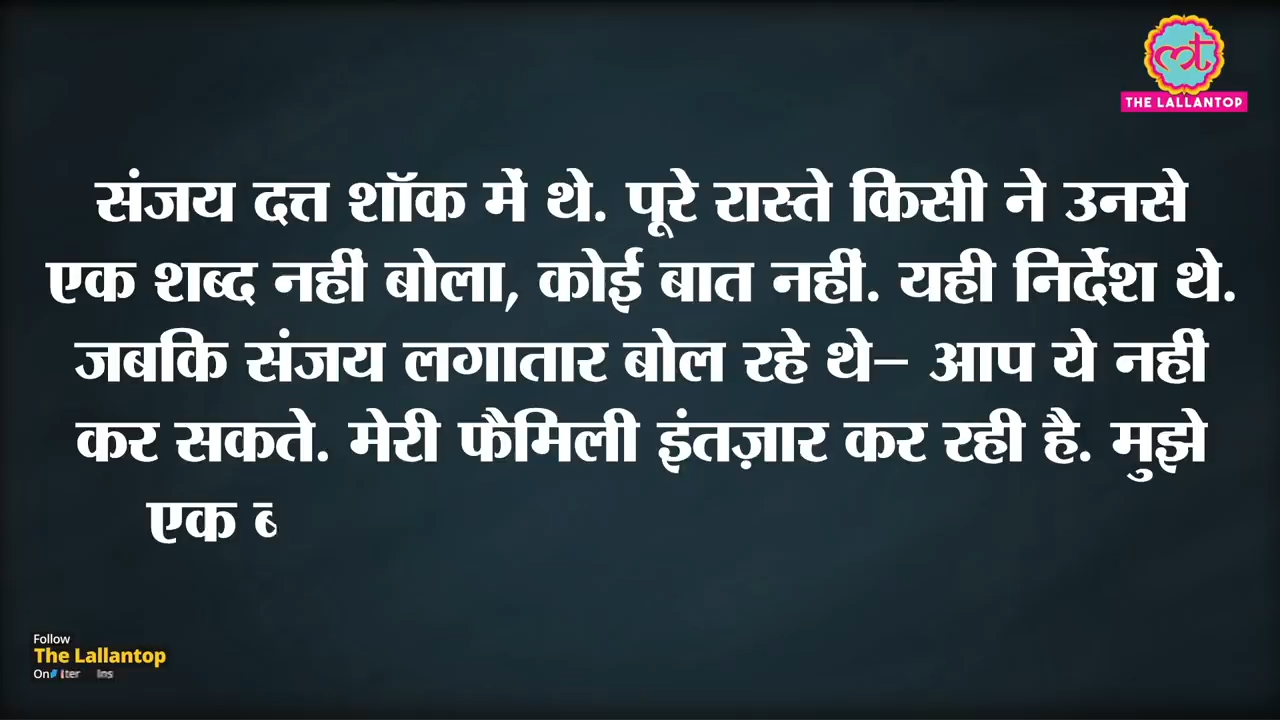 THE LALLANTOP
संजय दत्त शॉक में थे. पूरे रास्ते किसी ने उनसे
एक शब्द नहीं बोला, कोई बात नहीं. यही निर्देश थे.
जबकि संजय लगातार बोल रहे थे– आप ये नहीं
कर सकते. मेरी फैमिली इंतज़ार कर रही है. मुझे
एक
Follow
The Lallantop
On